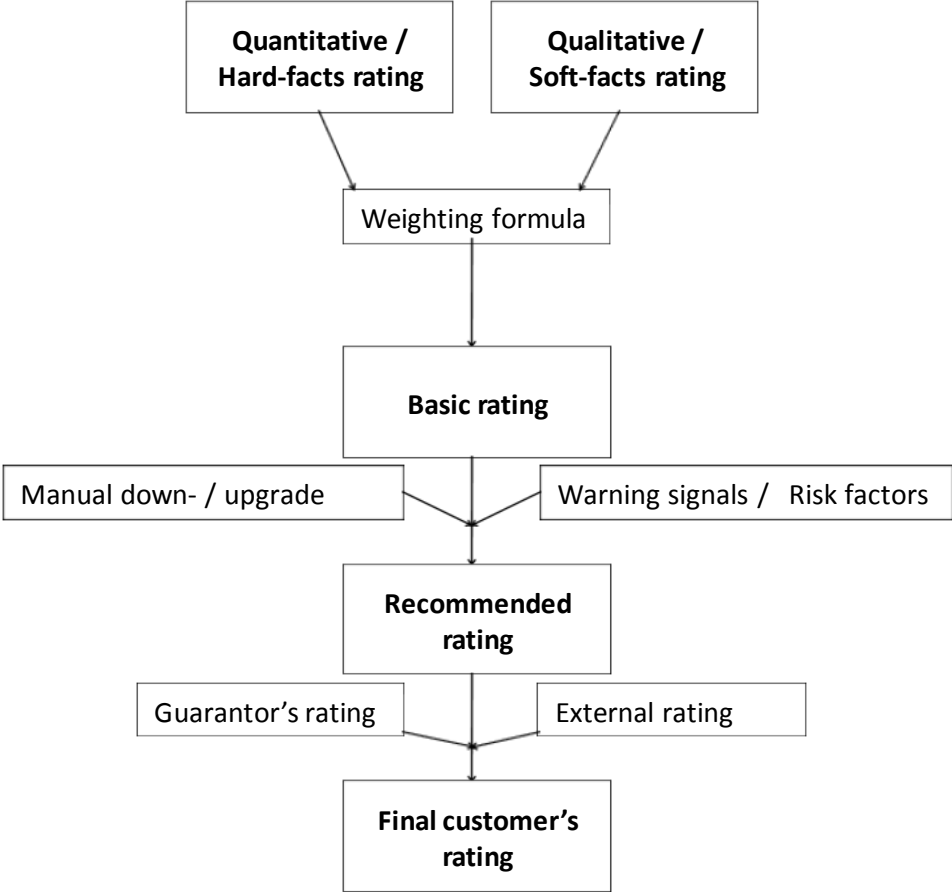 Quantitative /
Hard-facts rating
Qualitative /
Soft-facts rating
Weighting formula
Basic rating
Manual down- / upgrade
Warning signals / Risk factors
Recommended
rating
Guarantor’s rating
External rating
Final customer’s
rating